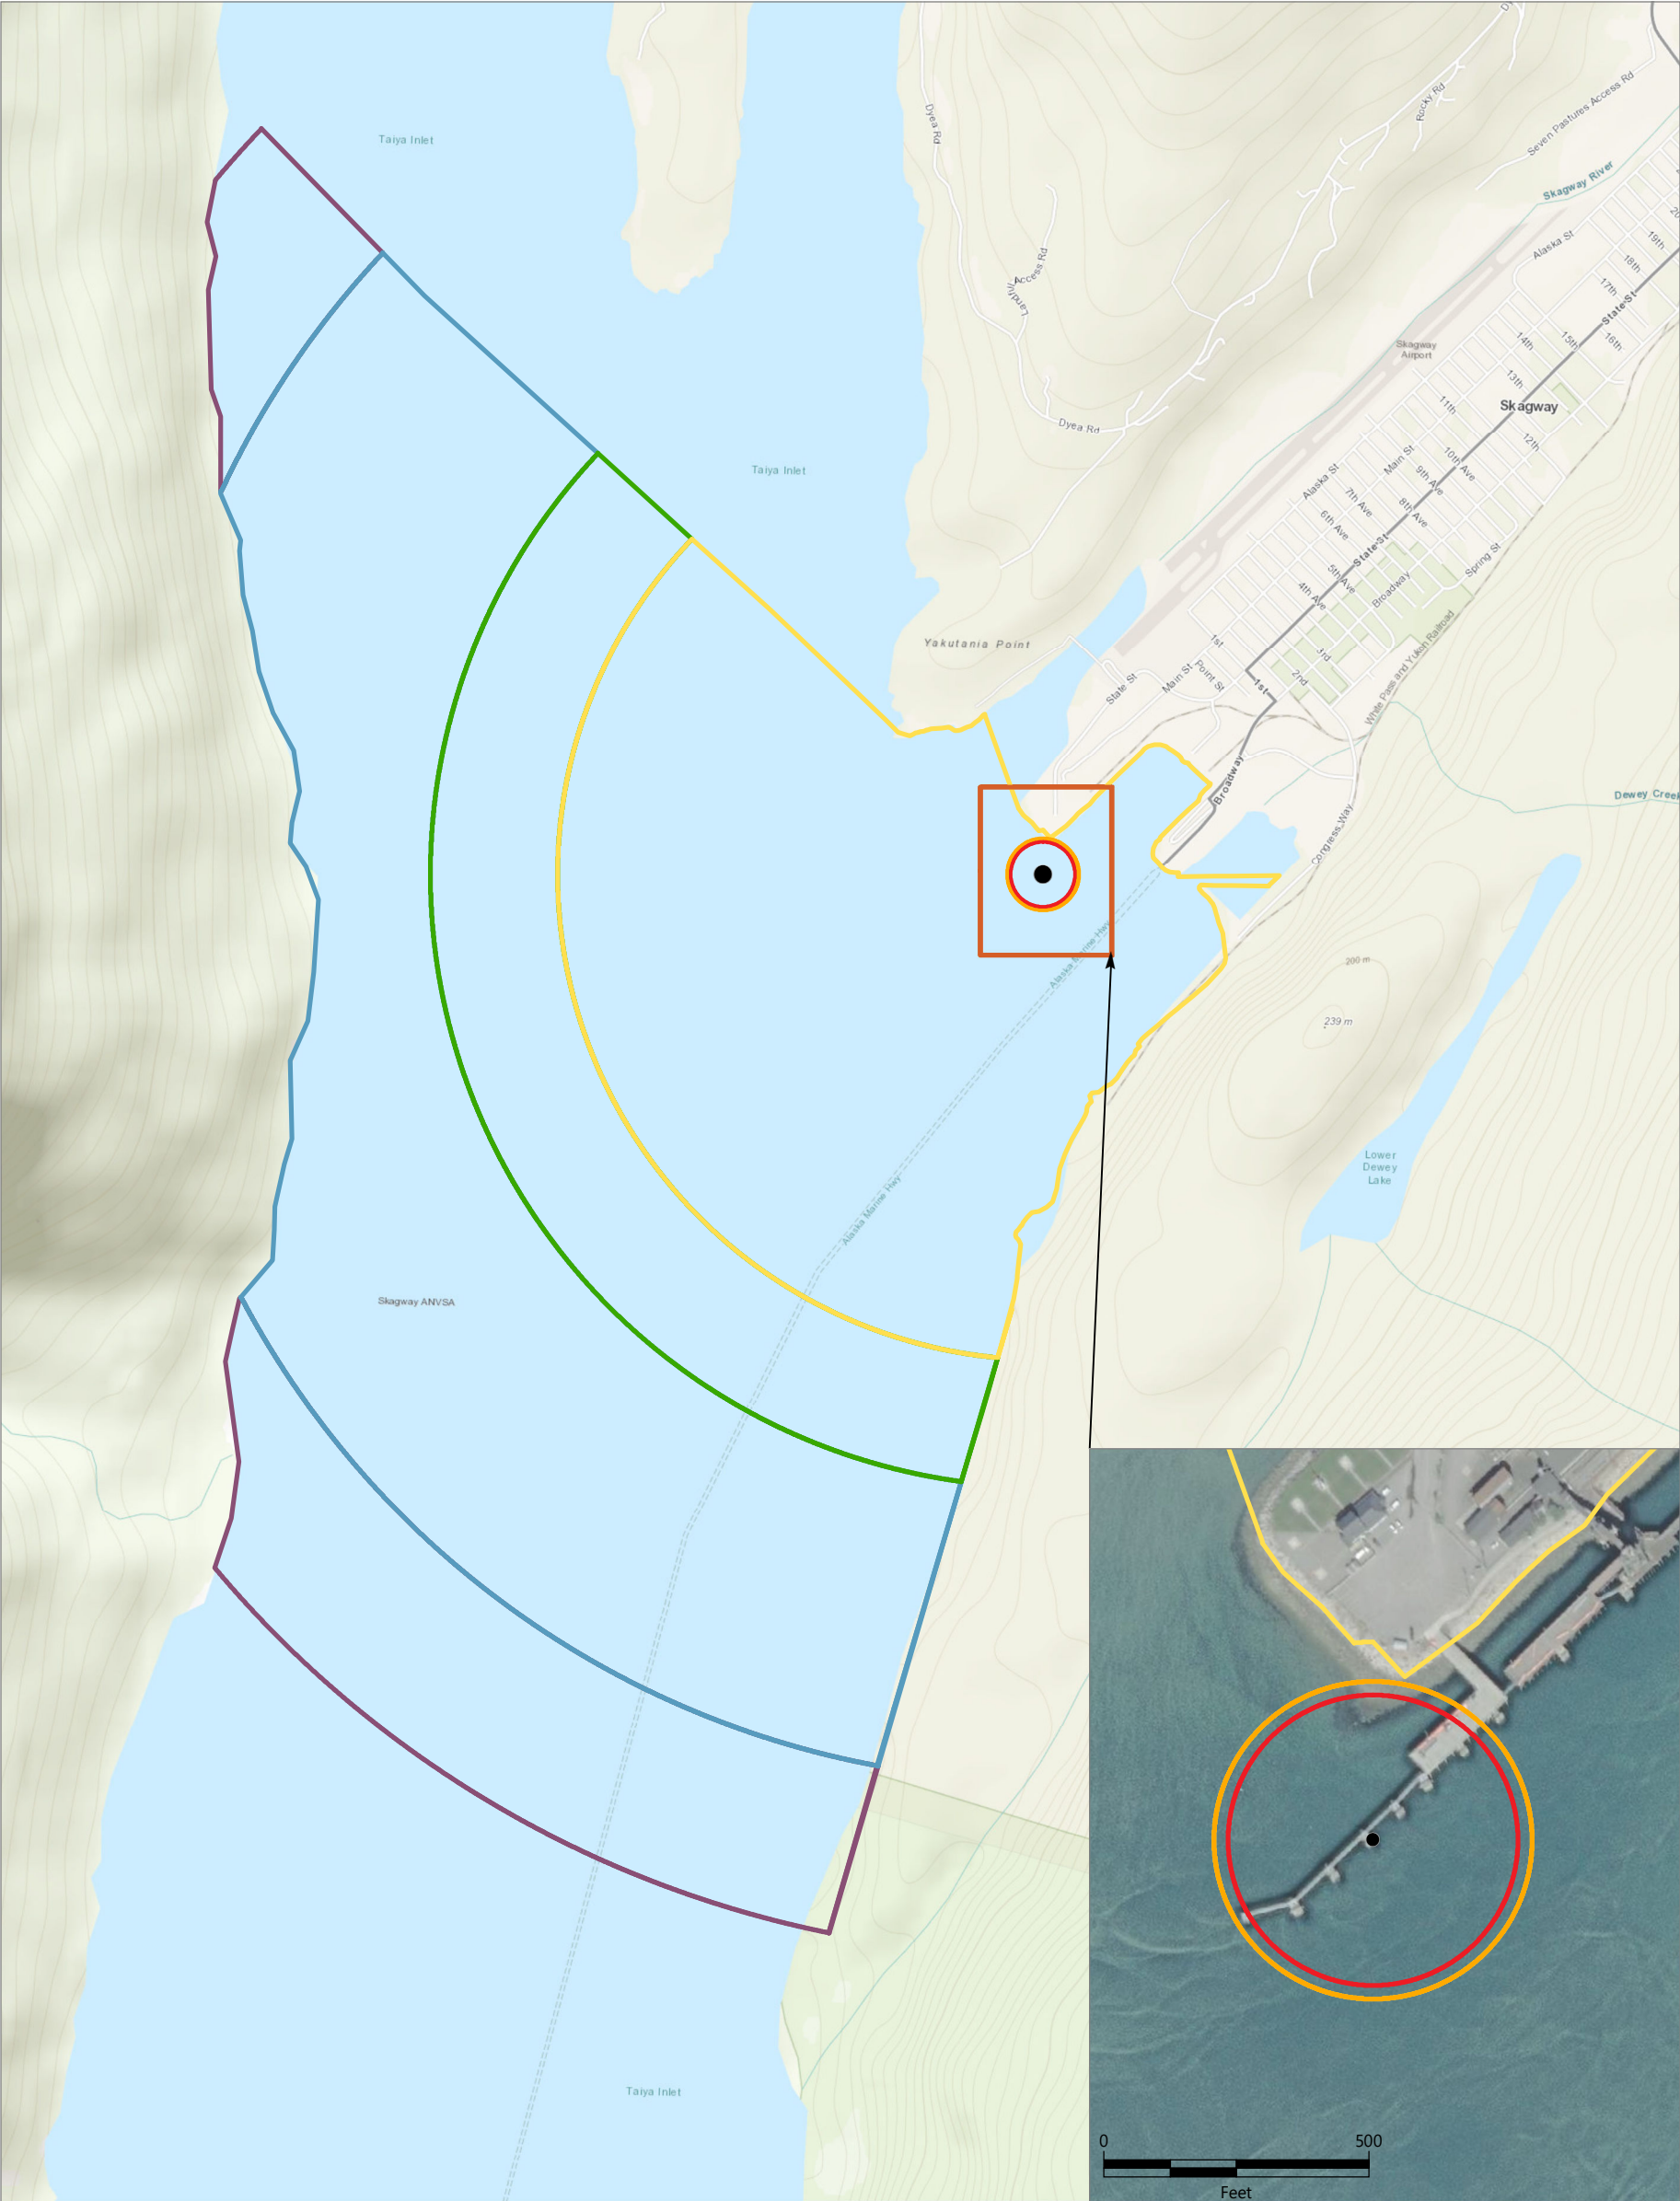 Taiya Inlet
Dyea Rd
Rocky Rd
Seven Pastures Access Rd
Skagway River
Alaska St
19th
18th
17th
State St
16th
15th
14th
Landfill
Access Rd
Skagway
Airport
13th
Skagway
11th
12th
Dyea Rd
Main St
10th Ave
9th Ave
Alaska St
7th Ave
8th Ave
6th Ave
Taiya Inlet
State St
5th Ave
Spring St
4th Ave
Broadway
Yakutania Point
1st
3rd
White Pass and Yukon Railroad
Main St
Point St
2nd
State St
1st
Broadway
Dewey Creek
Congress Way
Alaska Marine Hwy
200 m
239 m
Lower
Dewey
Lake
Alaska Marine Hwy
Skagway ANVSA
Taiya Inlet
0 500
Feet